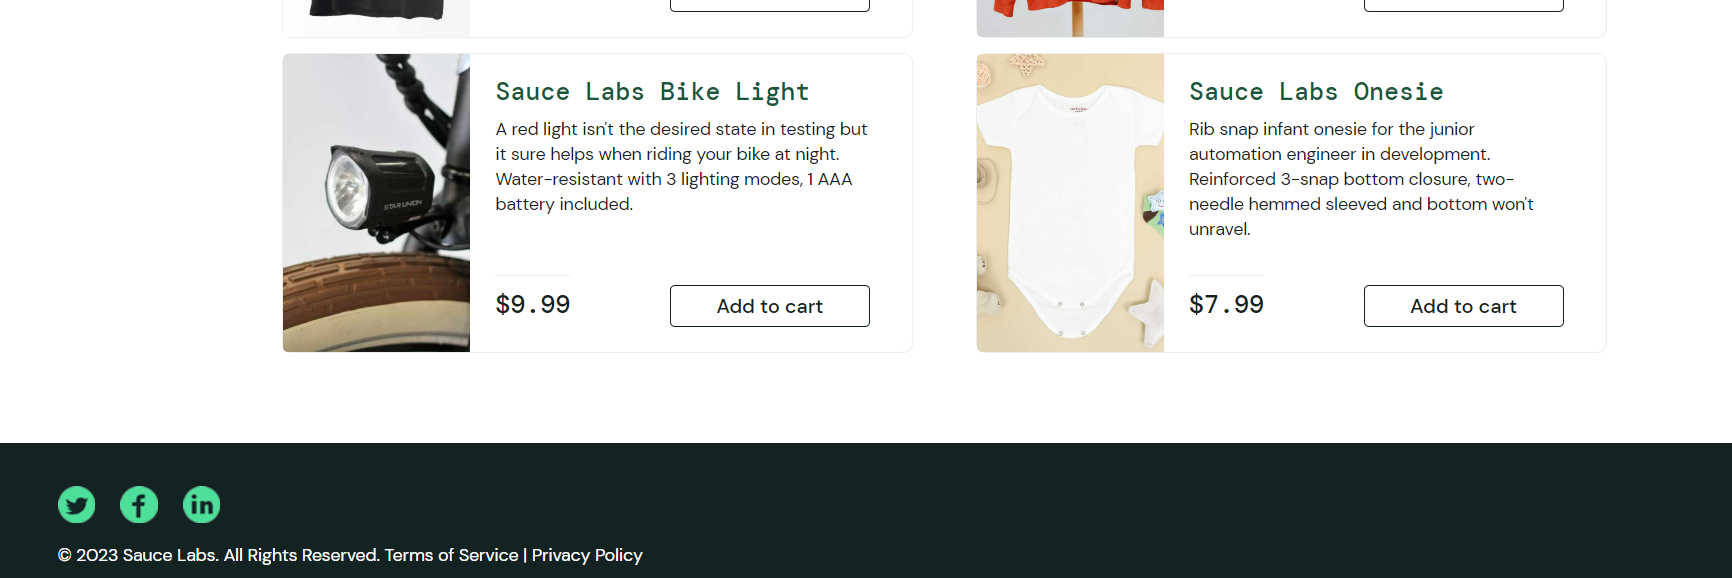 Sauce Labs Bike Light
A red light isn't the desired state in testing but
it sure helps when riding your bike at night.
Water-resistant with 3 lighting modes, 1 AAA
battery included.
$9.99
Add to cart
STAR UNION
Sauce Labs Onesie
Rib snap infant onesie for the junior
automation engineer in development.
Reinforced 3-snap bottom closure, two-
needle hemmed sleeved and bottom won't
unravel.
$7.99
Add to cart
© 2023 Sauce Labs. All Rights Reserved. Terms of Service | Privacy Policy